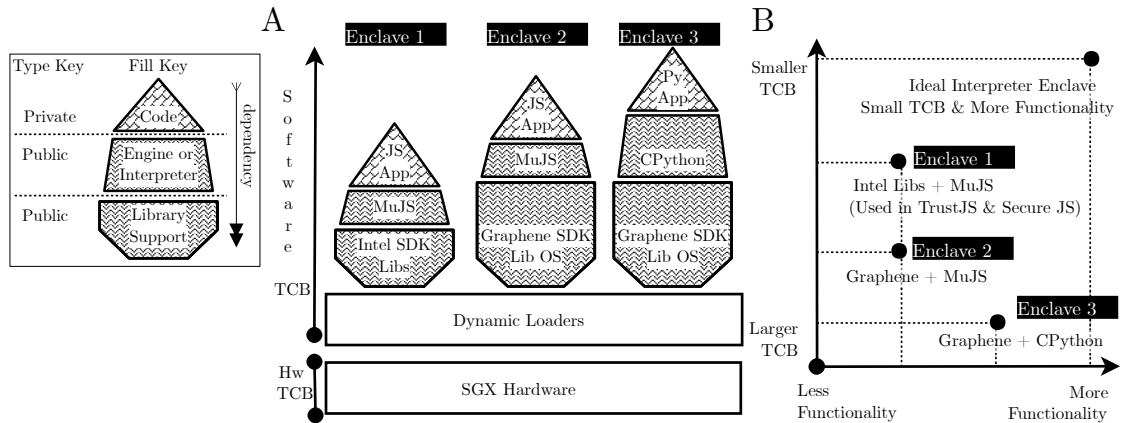 A
B
Type Key
Fill Key
Private
Code
Public
Engine or
Interpreter
Public
Library
Support
dependency
Software
TCB
Hw
TCB
Enclave 1
Enclave 2
Enclave 3
JS
App
MuJS
Intel SDK
Libs
JS
App
MuJS
Graphene SDK
Lib OS
Py
App
CPython
Graphene SDK
Lib OS
Dynamic Loaders
SGX Hardware
Smaller
TCB
Ideal Interpreter Enclave
Small TCB & More Functionality
Enclave 1
Intel Libs + MuJS
(Used in TrustJS & Secure JS)
Enclave 2
Graphene + MuJS
Enclave 3
Graphene + CPython
Larger
TCB
Less
Functionality
More
Functionality